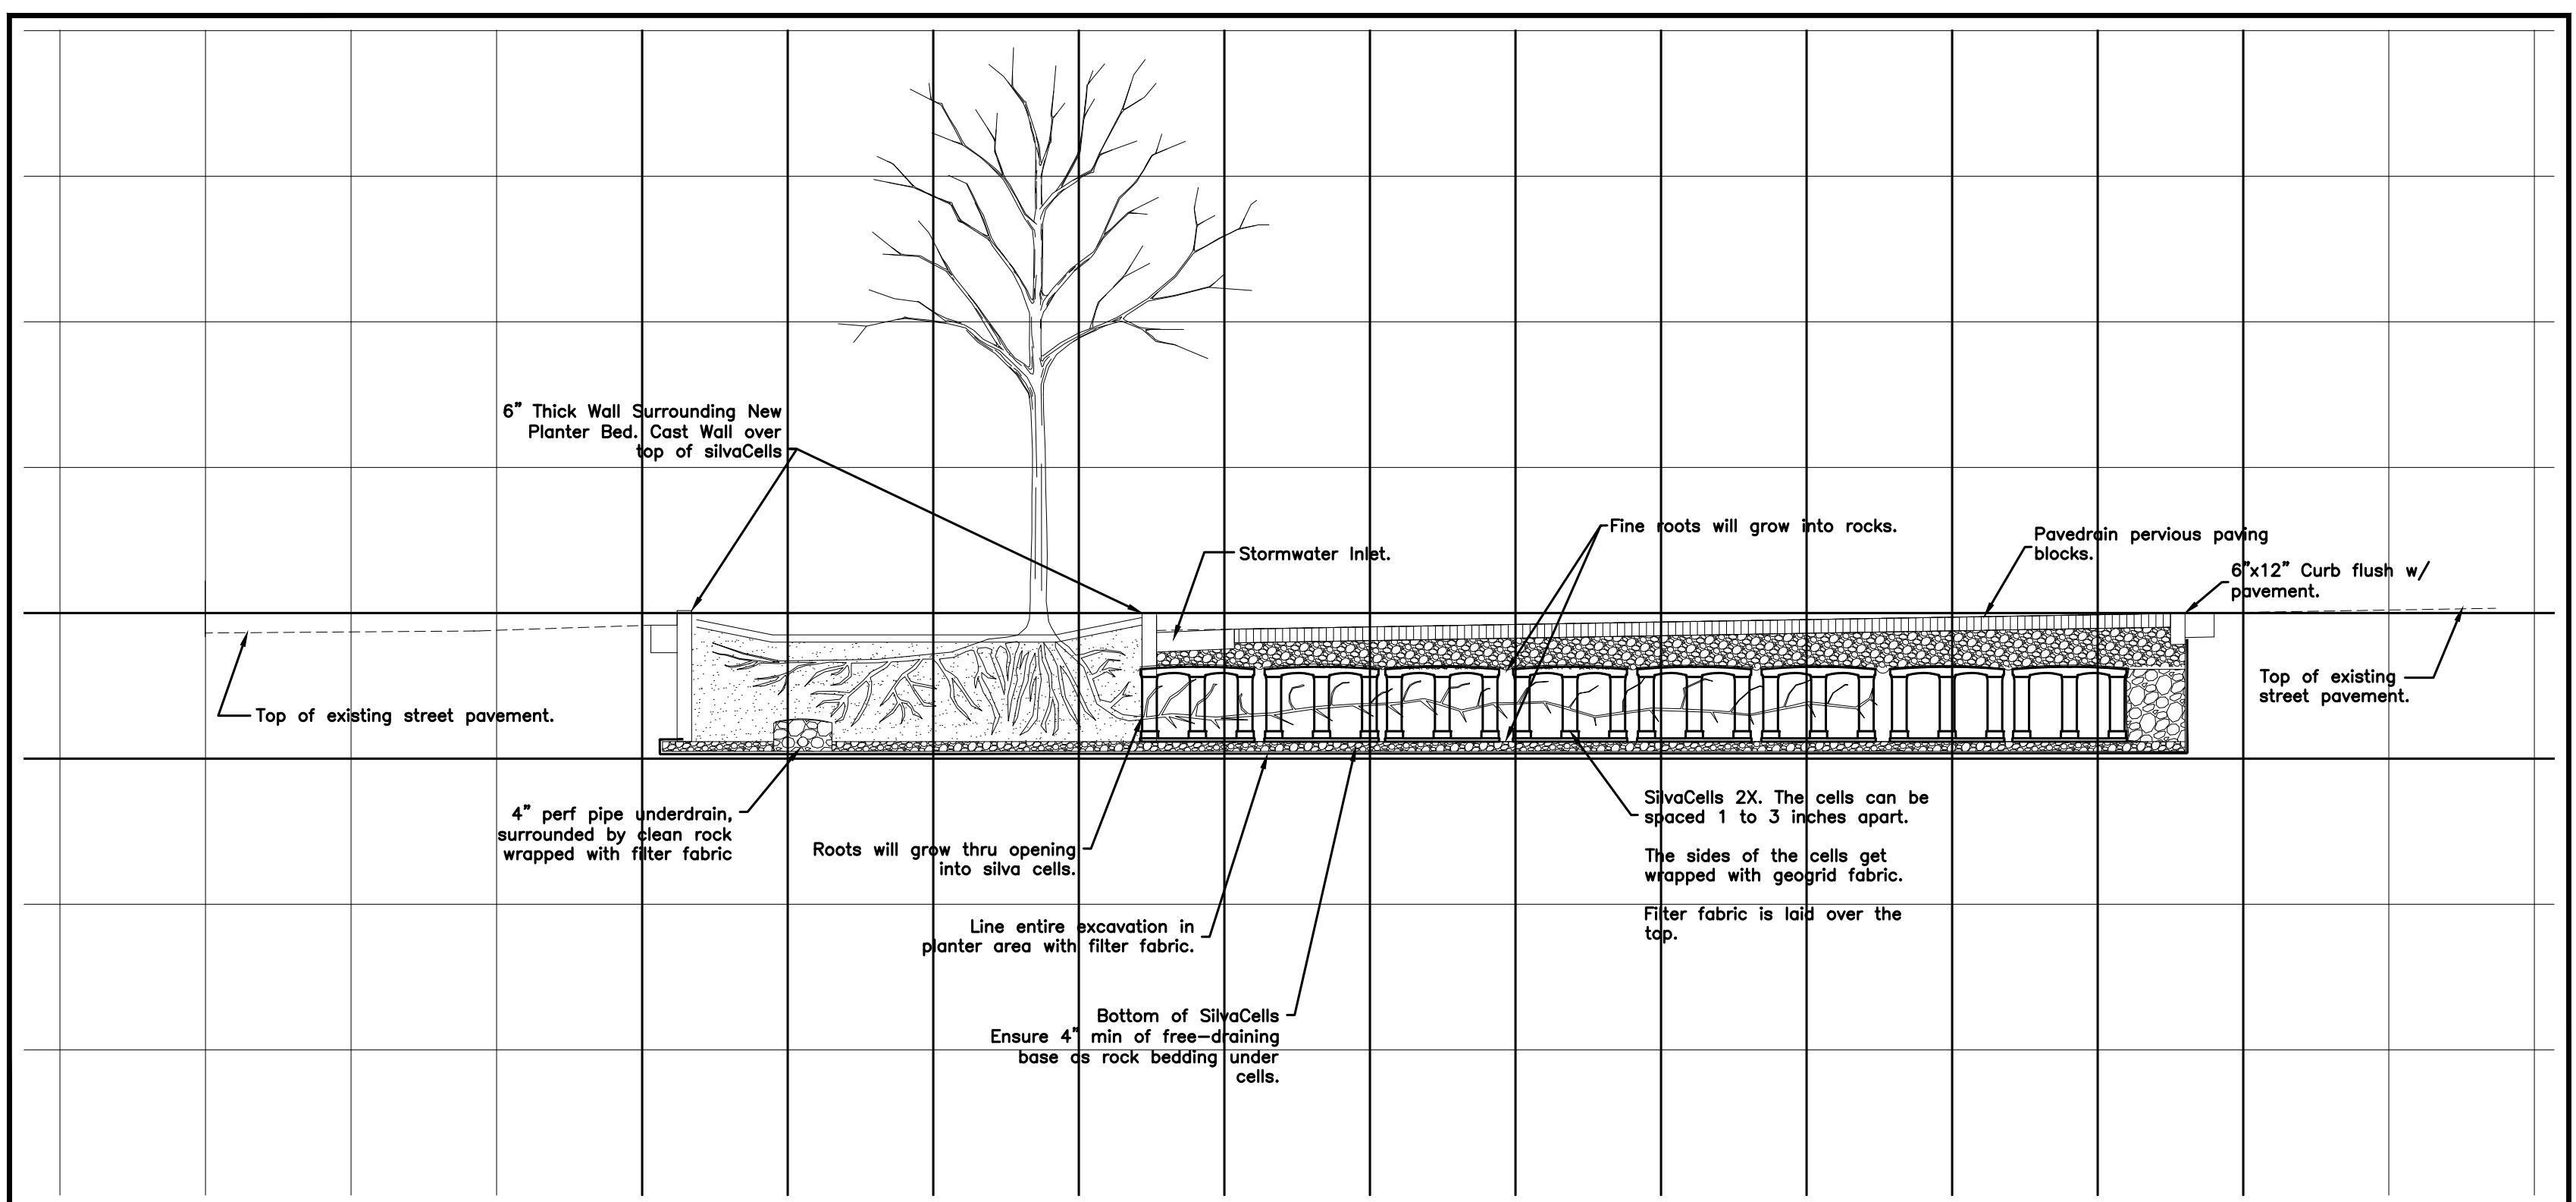 6" Thick Wall Surrounding New
Planter Bed. Cast Wall over
top of silvaCells
Stormwater Inlet.
Fine roots will grow into rocks.
Pavedrain pervious paving
blocks.
6"x12" Curb flush w/
pavement.
Top of existing street pavement.
Top of existing
street pavement.
4" perf pipe underdrain,
surrounded by clean rock
wrapped with filter fabric
Roots will grow thru opening
into silva cells.
Line entire excavation in
planter area with filter fabric.
Bottom of SilvaCells
Ensure 4" min of free-draining
base as rock bedding under
cells.
SilvaCells 2X. The cells can be
spaced 1 to 3 inches apart.
The sides of the cells get
wrapped with geogrid fabric.
Filter fabric is laid over the
top.